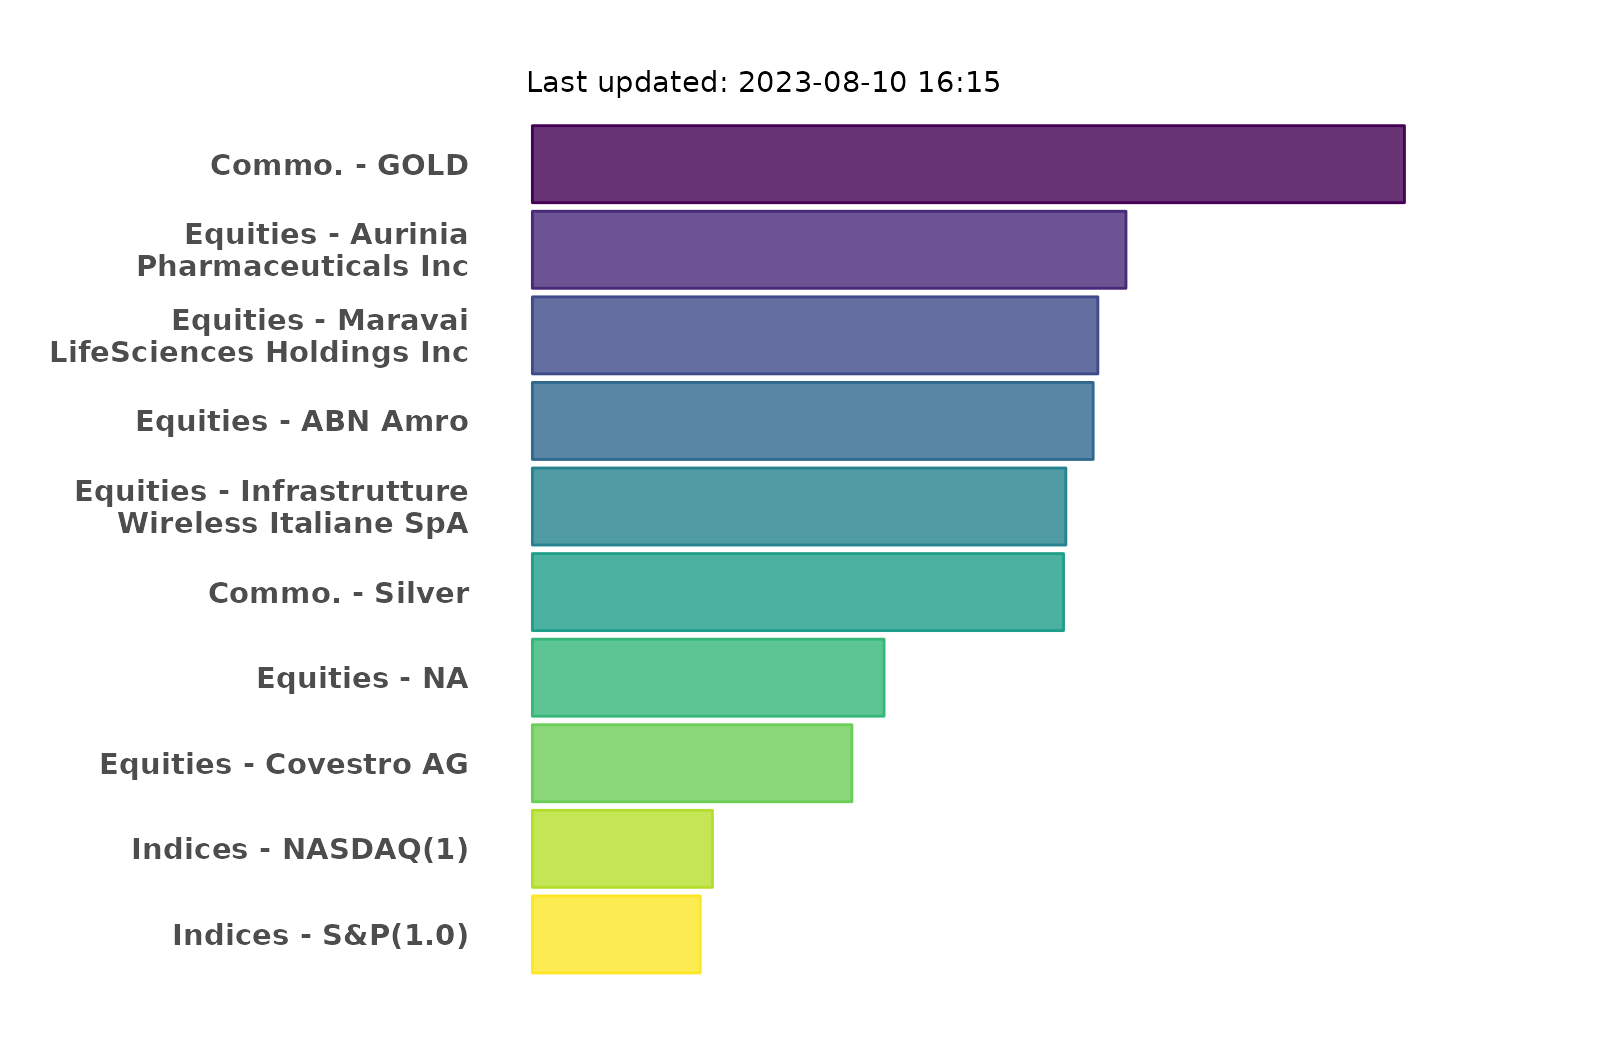 Last updated: 2023-08-10 16:15
Commo. - GOLD
Equities - Aurinia
Pharmaceuticals Inc
Equities - Maravai
LifeSciences Holdings Inc
Equities - ABN Amro
Equities - Infrastrutture
Wireless Italiane SpA
Commo. - Silver
Equities - NA
Equities - Covestro AG
Indices - NASDAQ(1)
Indices - S&P(1.0)